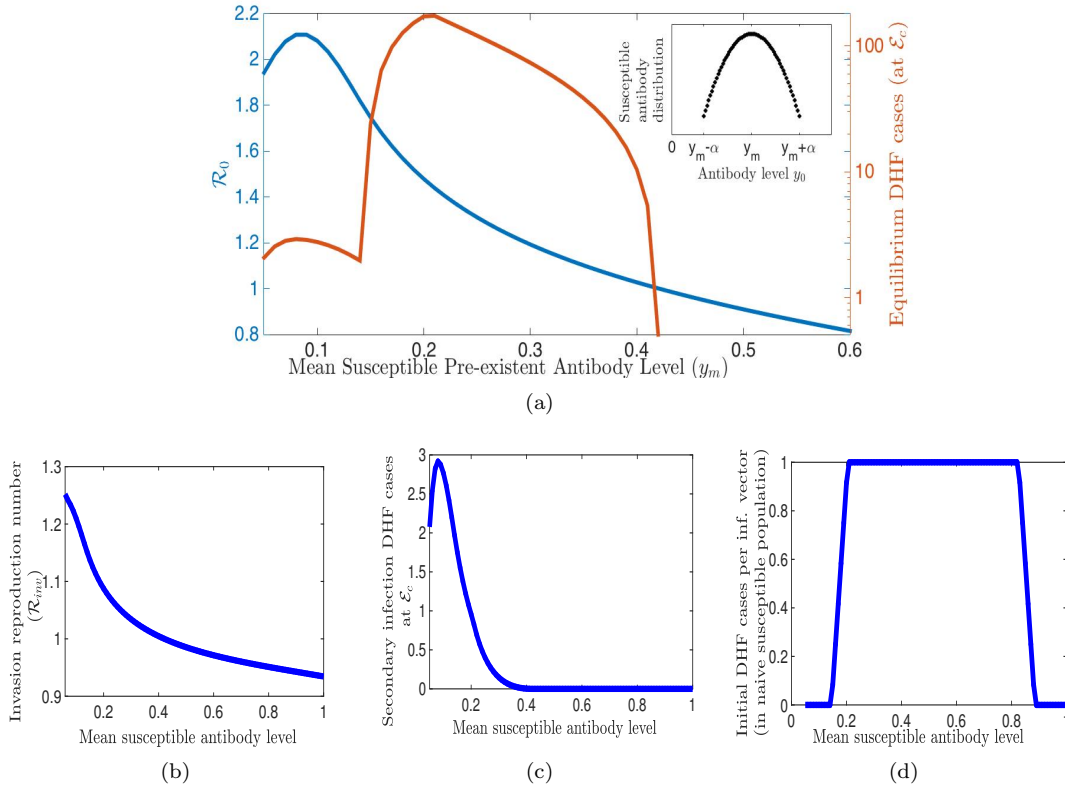 2.2
2
1.8
1.6
1.4
1.2
1
0.8
R₀
0.1
0.2
0.3
0.4
0.5
0.6
Mean Susceptible Pre-existent Antibody Level (yₘ)
100
10
1
Equilibrium DHF cases (at ℰ_c)
Susceptible
antibody
distribution
0 yₘ-α yₘ yₘ+α
Antibody level y₀
(a)
Invasion reproduction number
(ℛ_inv)
1.3
1.2
1.1
1
0.9
0.2 0.4 0.6 0.8 1
Mean susceptible antibody level
(b)
Secondary infection DHF cases
at ℰ_c
3
2.5
2
1.5
1
0.5
0
0.2 0.4 0.6 0.8 1
Mean susceptible antibody level
(c)
Initial DHF cases per inf. vector
(in naive susceptible population)
1
0.8
0.6
0.4
0.2
0
0 0.2 0.4 0.6 0.8 1
Mean susceptible antibody level
(d)